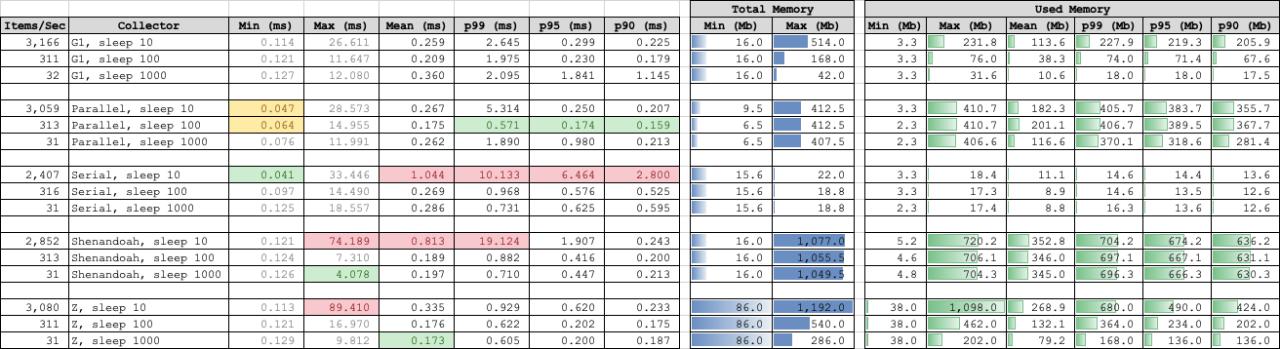 Total Memory Used Memory
Items/Sec Collector Min (ms) Max (ms) Mean (ms) p99 (ms) p95 (ms) p90 (ms) Min (Mb) Max (Mb) Min (Mb) Max (Mb) Mean (Mb) p99 (Mb) p95 (Mb) p90 (Mb)
3,166 G1, sleep 10 0.114 26.611 0.259 2.645 0.299 0.225 16.0 514.0 3.3 231.8 113.6 227.9 219.3 205.9
311 G1, sleep 100 0.121 11.647 0.209 1.975 0.230 0.179 16.0 168.0 3.3 76.0 38.3 74.0 71.4 67.6
32 G1, sleep 1000 0.127 12.080 0.360 2.095 1.841 1.145 16.0 42.0 3.3 31.6 10.6 18.0 18.0 17.5
3,059 Parallel, sleep 10 0.047 28.573 0.267 5.314 0.250 0.207 9.5 412.5 3.3 410.7 182.3 405.7 383.7 355.7
313 Parallel, sleep 100 0.064 14.955 0.175 0.571 0.174 0.159 6.5 412.5 2.3 410.7 201.1 406.7 389.5 367.7
31 Parallel, sleep 1000 0.076 11.991 0.262 1.890 0.980 0.213 6.5 407.5 2.3 406.6 116.6 370.1 318.6 281.4
2,407 Serial, sleep 10 0.041 33.446 1.044 10.133 6.464 2.800 15.6 22.0 3.3 18.4 11.1 14.6 14.4 13.6
316 Serial, sleep 100 0.097 14.490 0.269 0.968 0.576 0.525 15.6 18.8 3.3 17.3 8.9 14.6 13.5 12.6
31 Serial, sleep 1000 0.125 18.557 0.286 0.731 0.625 0.595 15.6 18.8 2.3 17.4 8.8 16.3 13.6 12.6
2,852 Shenandoah, sleep 10 0.121 74.189 0.813 19.124 1.907 0.243 16.0 1,077.0 5.2 720.2 352.8 704.2 674.2 636.2
313 Shenandoah, sleep 100 0.124 7.310 0.189 0.882 0.416 0.200 16.0 1,055.5 4.6 706.1 346.0 697.1 667.1 631.1
31 Shenandoah, sleep 1000 0.126 4.078 0.197 0.710 0.447 0.213 16.0 1,049.5 4.8 704.3 345.0 696.3 666.3 630.3
3,080 Z, sleep 10 0.113 89.410 0.335 0.929 0.620 0.233 86.0 1,192.0 38.0 1,098.0 268.9 680.0 490.0 424.0
311 Z, sleep 100 0.121 16.970 0.176 0.622 0.202 0.175 86.0 540.0 38.0 462.0 132.1 364.0 234.0 202.0
31 Z, sleep 1000 0.129 9.812 0.173 0.605 0.200 0.187 86.0 286.0 38.0 202.0 79.2 168.0 136.0 136.0